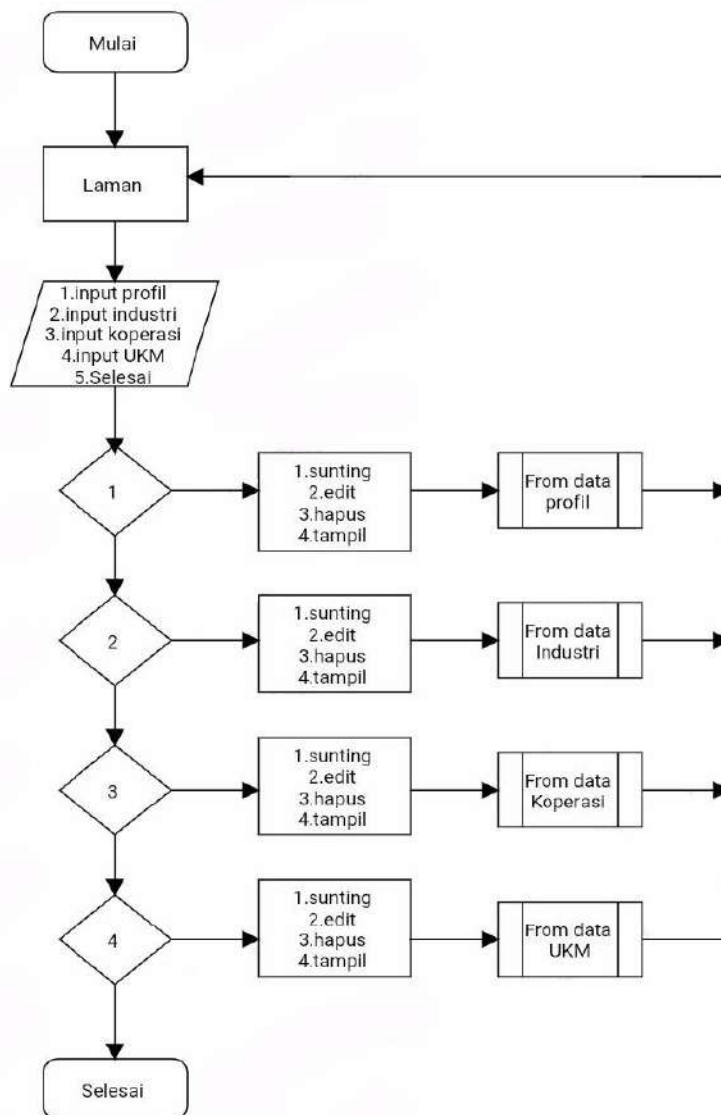 Mulai
Laman
1.input profil
2.input industri
3.input koperasi
4.input UKM
5.Selesai
1
1.sunting
2.edit
3.hapus
4.tampil
From data
profil
2
1.sunting
2.edit
3.hapus
4.tampil
From data
Industri
3
1.sunting
2.edit
3.hapus
4.tampil
From data
Koperasi
4
1.sunting
2.edit
3.hapus
4.tampil
From data
UKM
Selesai